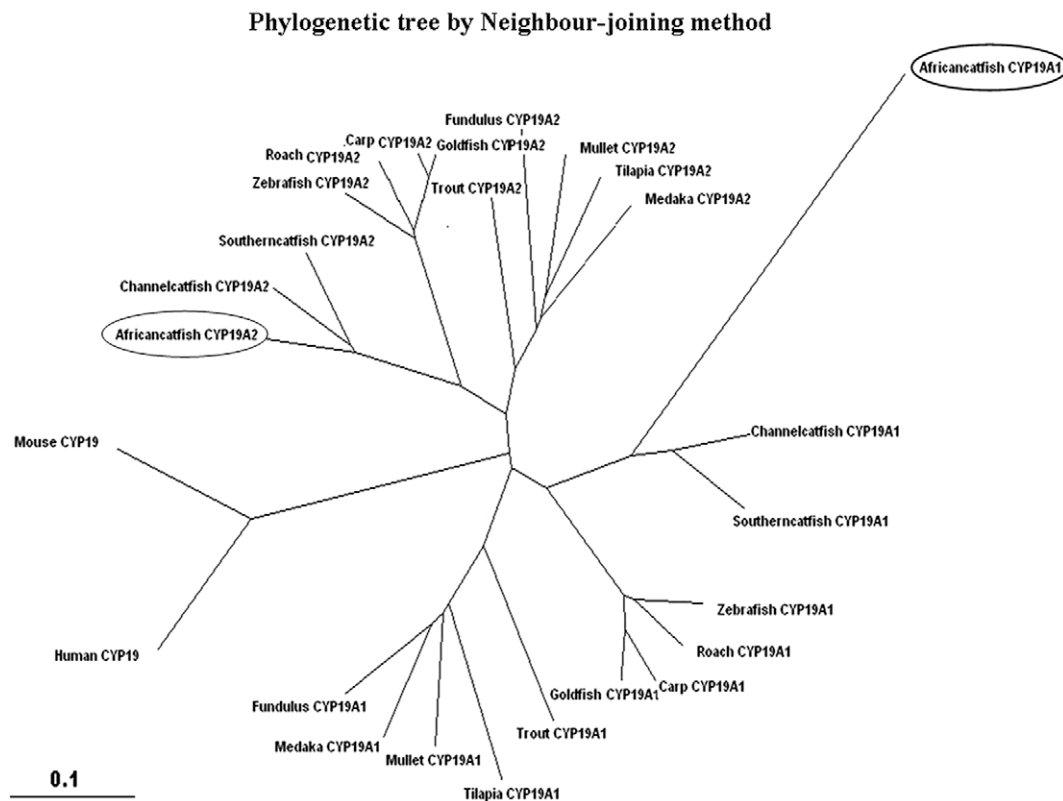 Phylogenetic tree by Neighbour-joining method
Africancatfish CYP19A1
Fundulus CYP19A2
Carp CYP19A2
Goldfish CYP19A2
Mullet CYP19A2
Roach CYP19A2
Tilapia CYP19A2
Zebrafish CYP19A2
Trout CYP19A2
Medaka CYP19A2
Southerncatfish CYP19A2
Channelcatfish CYP19A2
Africancatfish CYP19A2
Mouse CYP19
Channelcatfish CYP19A1
Southerncatfish CYP19A1
Zebrafish CYP19A1
Human CYP19
Roach CYP19A1
Goldfish CYP19A1
Carp CYP19A1
Fundulus CYP19A1
Trout CYP19A1
Medaka CYP19A1
Mullet CYP19A1
0.1
Tilapia CYP19A1